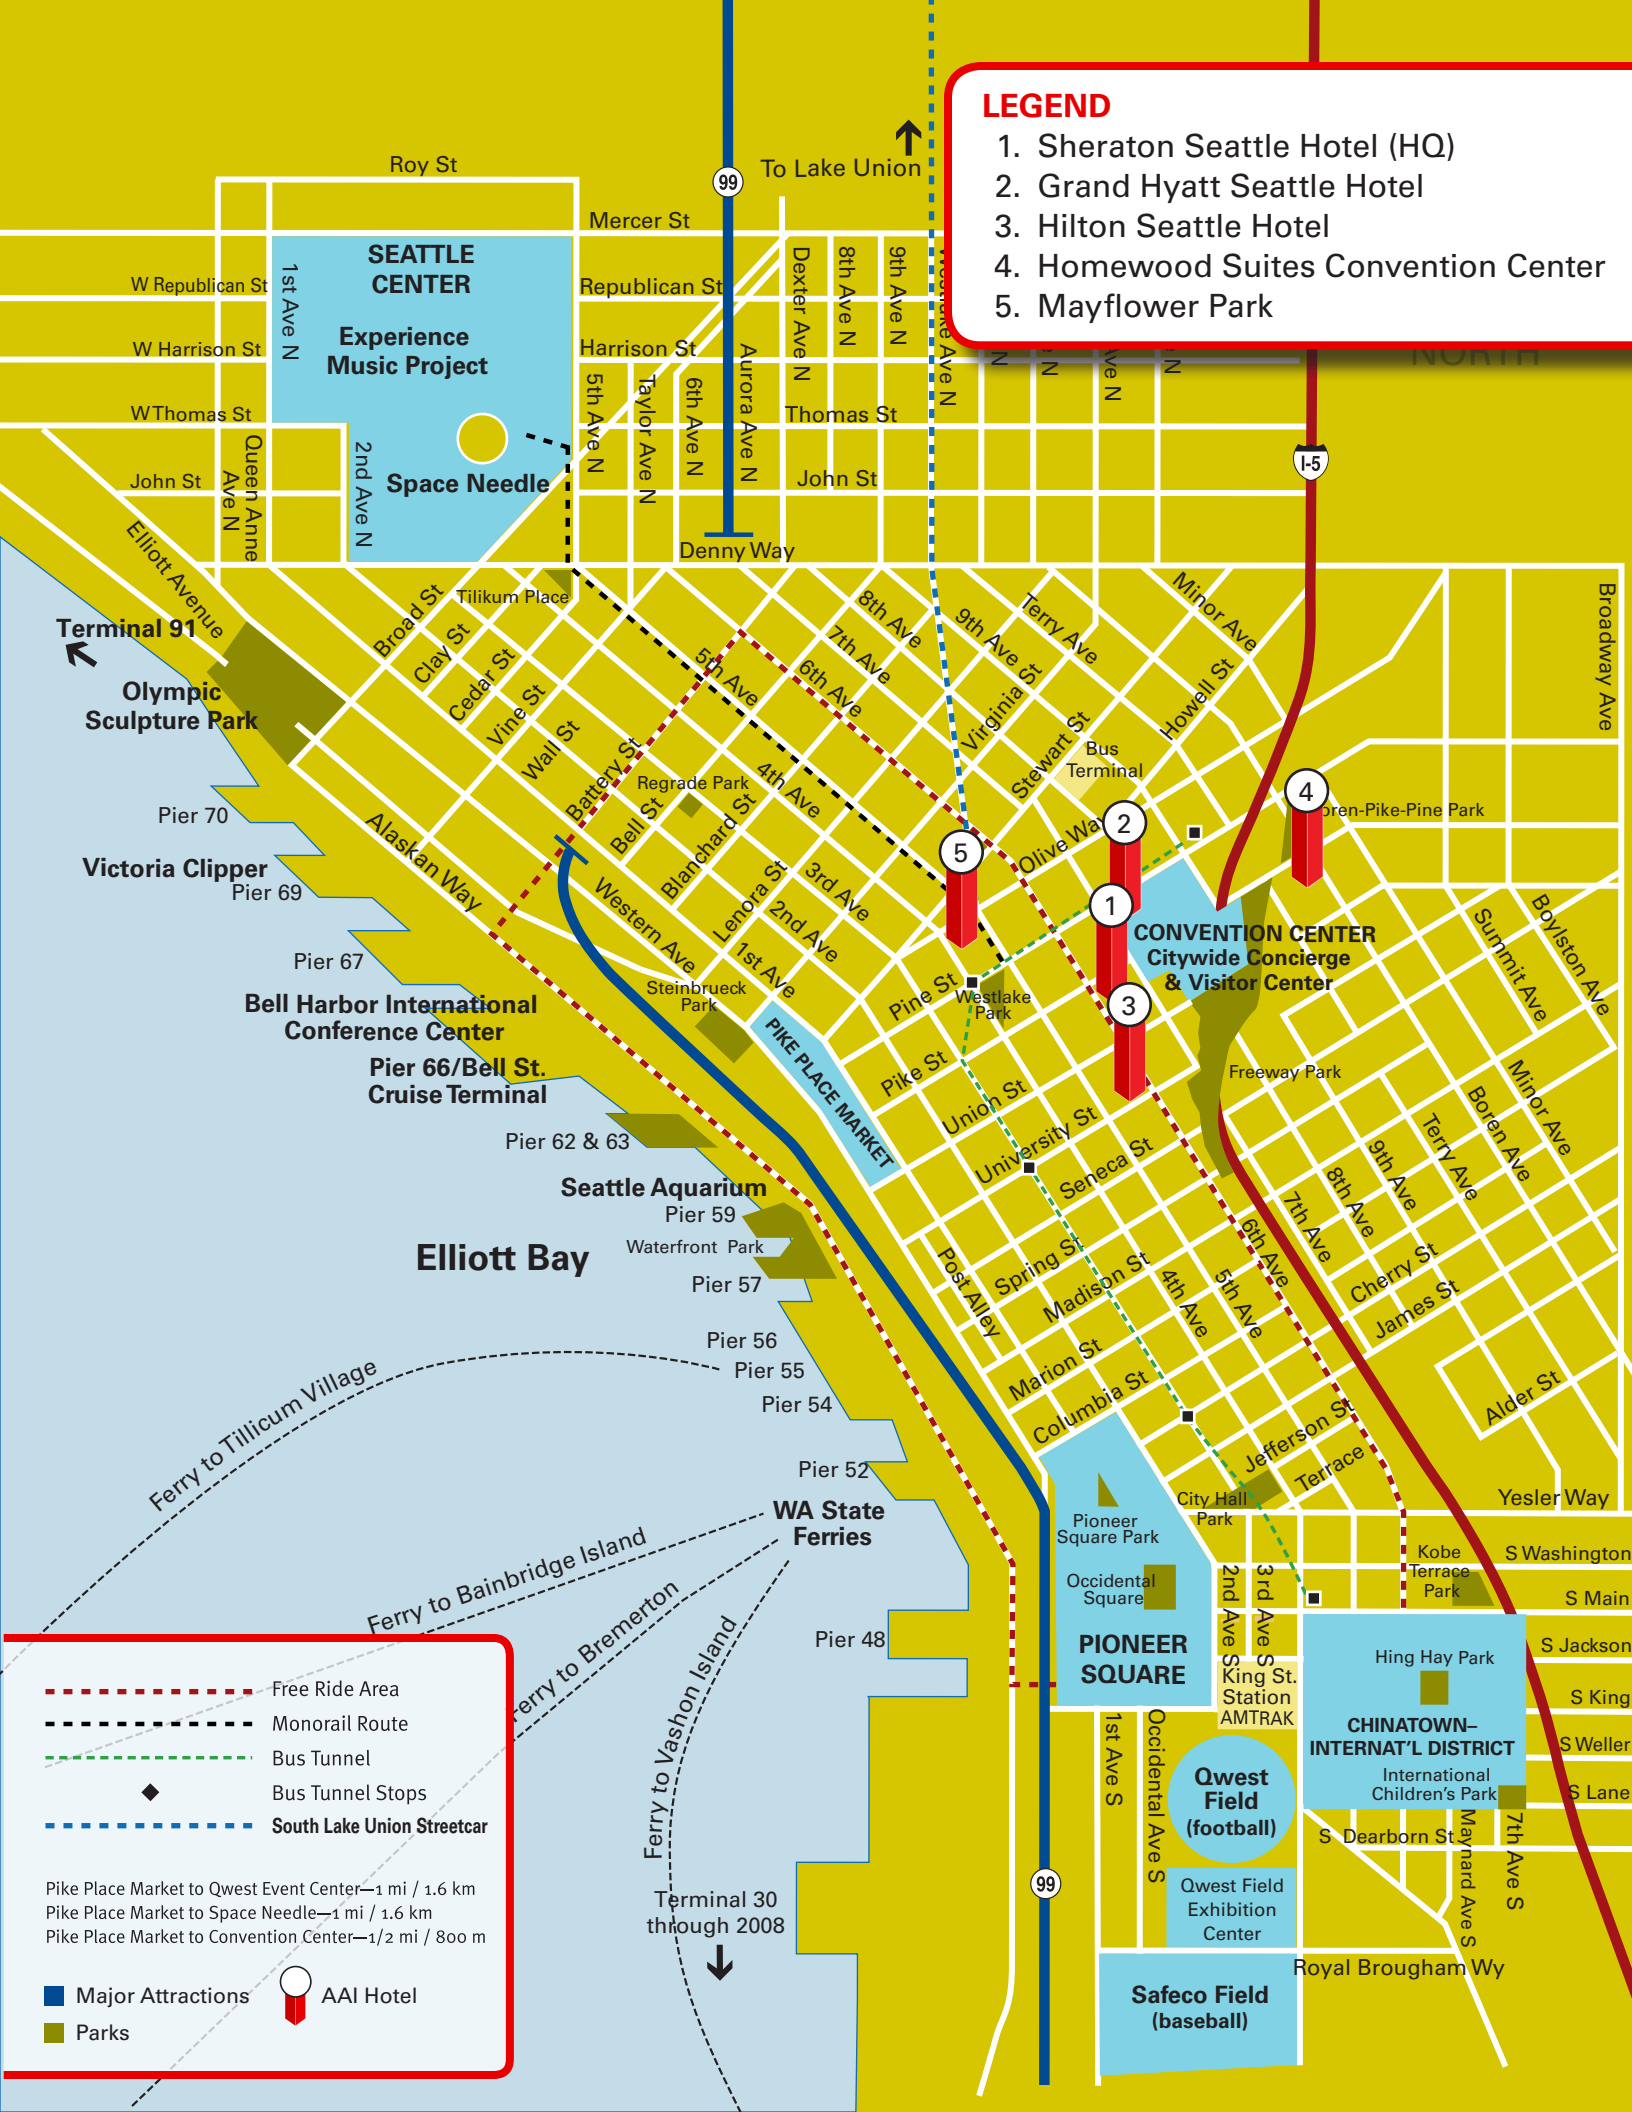 LEGEND
1. Sheraton Seattle Hotel (HQ)
2. Grand Hyatt Seattle Hotel
3. Hilton Seattle Hotel
4. Homewood Suites Convention Center
5. Mayflower Park
NORTH
To Lake Union
99
Roy St
Mercer St
SEATTLE
CENTER
Experience
Music Project
Space Needle
W Republican St
Republican St
W Harrison St
Harrison St
W Thomas St
Thomas St
John St
John St
1st Ave N
Queen Anne
Ave N
2nd Ave N
5th Ave N
Taylor Ave N
6th Ave N
Aurora Ave N
Dexter Ave N
8th Ave N
9th Ave N
Ave N
Ave N
I-5
Denny Way
Elliott Avenue
Broad St
Clay St
Cedar St
Vine St
Wall St
Battery St
Bell St
Blanchard St
Lenora St
Virginia St
Stewart St
Howell St
Olive Way
Tilikum Place
Terminal 91
Olympic
Sculpture Park
5th Ave
6th Ave
7th Ave
8th Ave
9th Ave
Terry Ave
Minor Ave
Broadway Ave
Bus
Terminal
Regrade Park
4th Ave
3rd Ave
2nd Ave
1st Ave
Western Ave
Alaskan Way
5
2
1
3
4
oren-Pike-Pine Park
Pier 70
Victoria Clipper
Pier 69
Pier 67
Bell Harbor International
Conference Center
Pier 66/Bell St.
Cruise Terminal
Pier 62 & 63
Seattle Aquarium
Pier 59
Waterfront Park
Pier 57
Pier 56
Pier 55
Pier 54
Pier 52
WA State
Ferries
Pier 48
Elliott Bay
Steinbrueck
Park
PIKE PLACE MARKET
Westlake
Park
CONVENTION CENTER
Citywide Concierge
& Visitor Center
Freeway Park
Pine St
Pike St
Union St
University St
Seneca St
Spring St
Madison St
Marion St
Columbia St
Post Alley
4th Ave
5th Ave
6th Ave
7th Ave
8th Ave
9th Ave
Terry Ave
Boren Ave
Minor Ave
Summit Ave
Boylston Ave
Cherry St
James St
Alder St
Jefferson St
Terrace
City Hall
Park
Yesler Way
S Washington
S Main
S Jackson
S King
S Weller
S Lane
Kobe
Terrace
Park
Pioneer
Square Park
Occidental
Square
PIONEER
SQUARE
2nd Ave S
3rd Ave S
King St.
Station
AMTRAK
Hing Hay Park
CHINATOWN–
INTERNAT'L DISTRICT
International
Children's Park
1st Ave S
Occidental Ave S
Qwest
Field
(football)
Qwest Field
Exhibition
Center
S Dearborn St
Maynard Ave S
7th Ave S
Royal Brougham Wy
Safeco Field
(baseball)
99
Ferry to Tillicum Village
Ferry to Bainbridge Island
Ferry to Bremerton
Ferry to Vashon Island
Terminal 30
through 2008
Free Ride Area
Monorail Route
Bus Tunnel
Bus Tunnel Stops
South Lake Union Streetcar
Pike Place Market to Qwest Event Center—1 mi / 1.6 km
Pike Place Market to Space Needle—1 mi / 1.6 km
Pike Place Market to Convention Center—1/2 mi / 800 m
Major Attractions
AAI Hotel
Parks